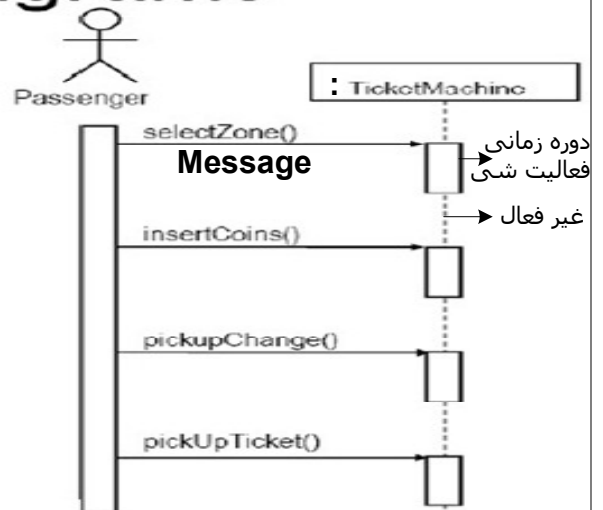 Passenger
: TicketMachine
selectZone()
Message
دوره زمانی
فعالیت شی
غیر فعال
insertCoins()
pickupChange()
pickUpTicket()